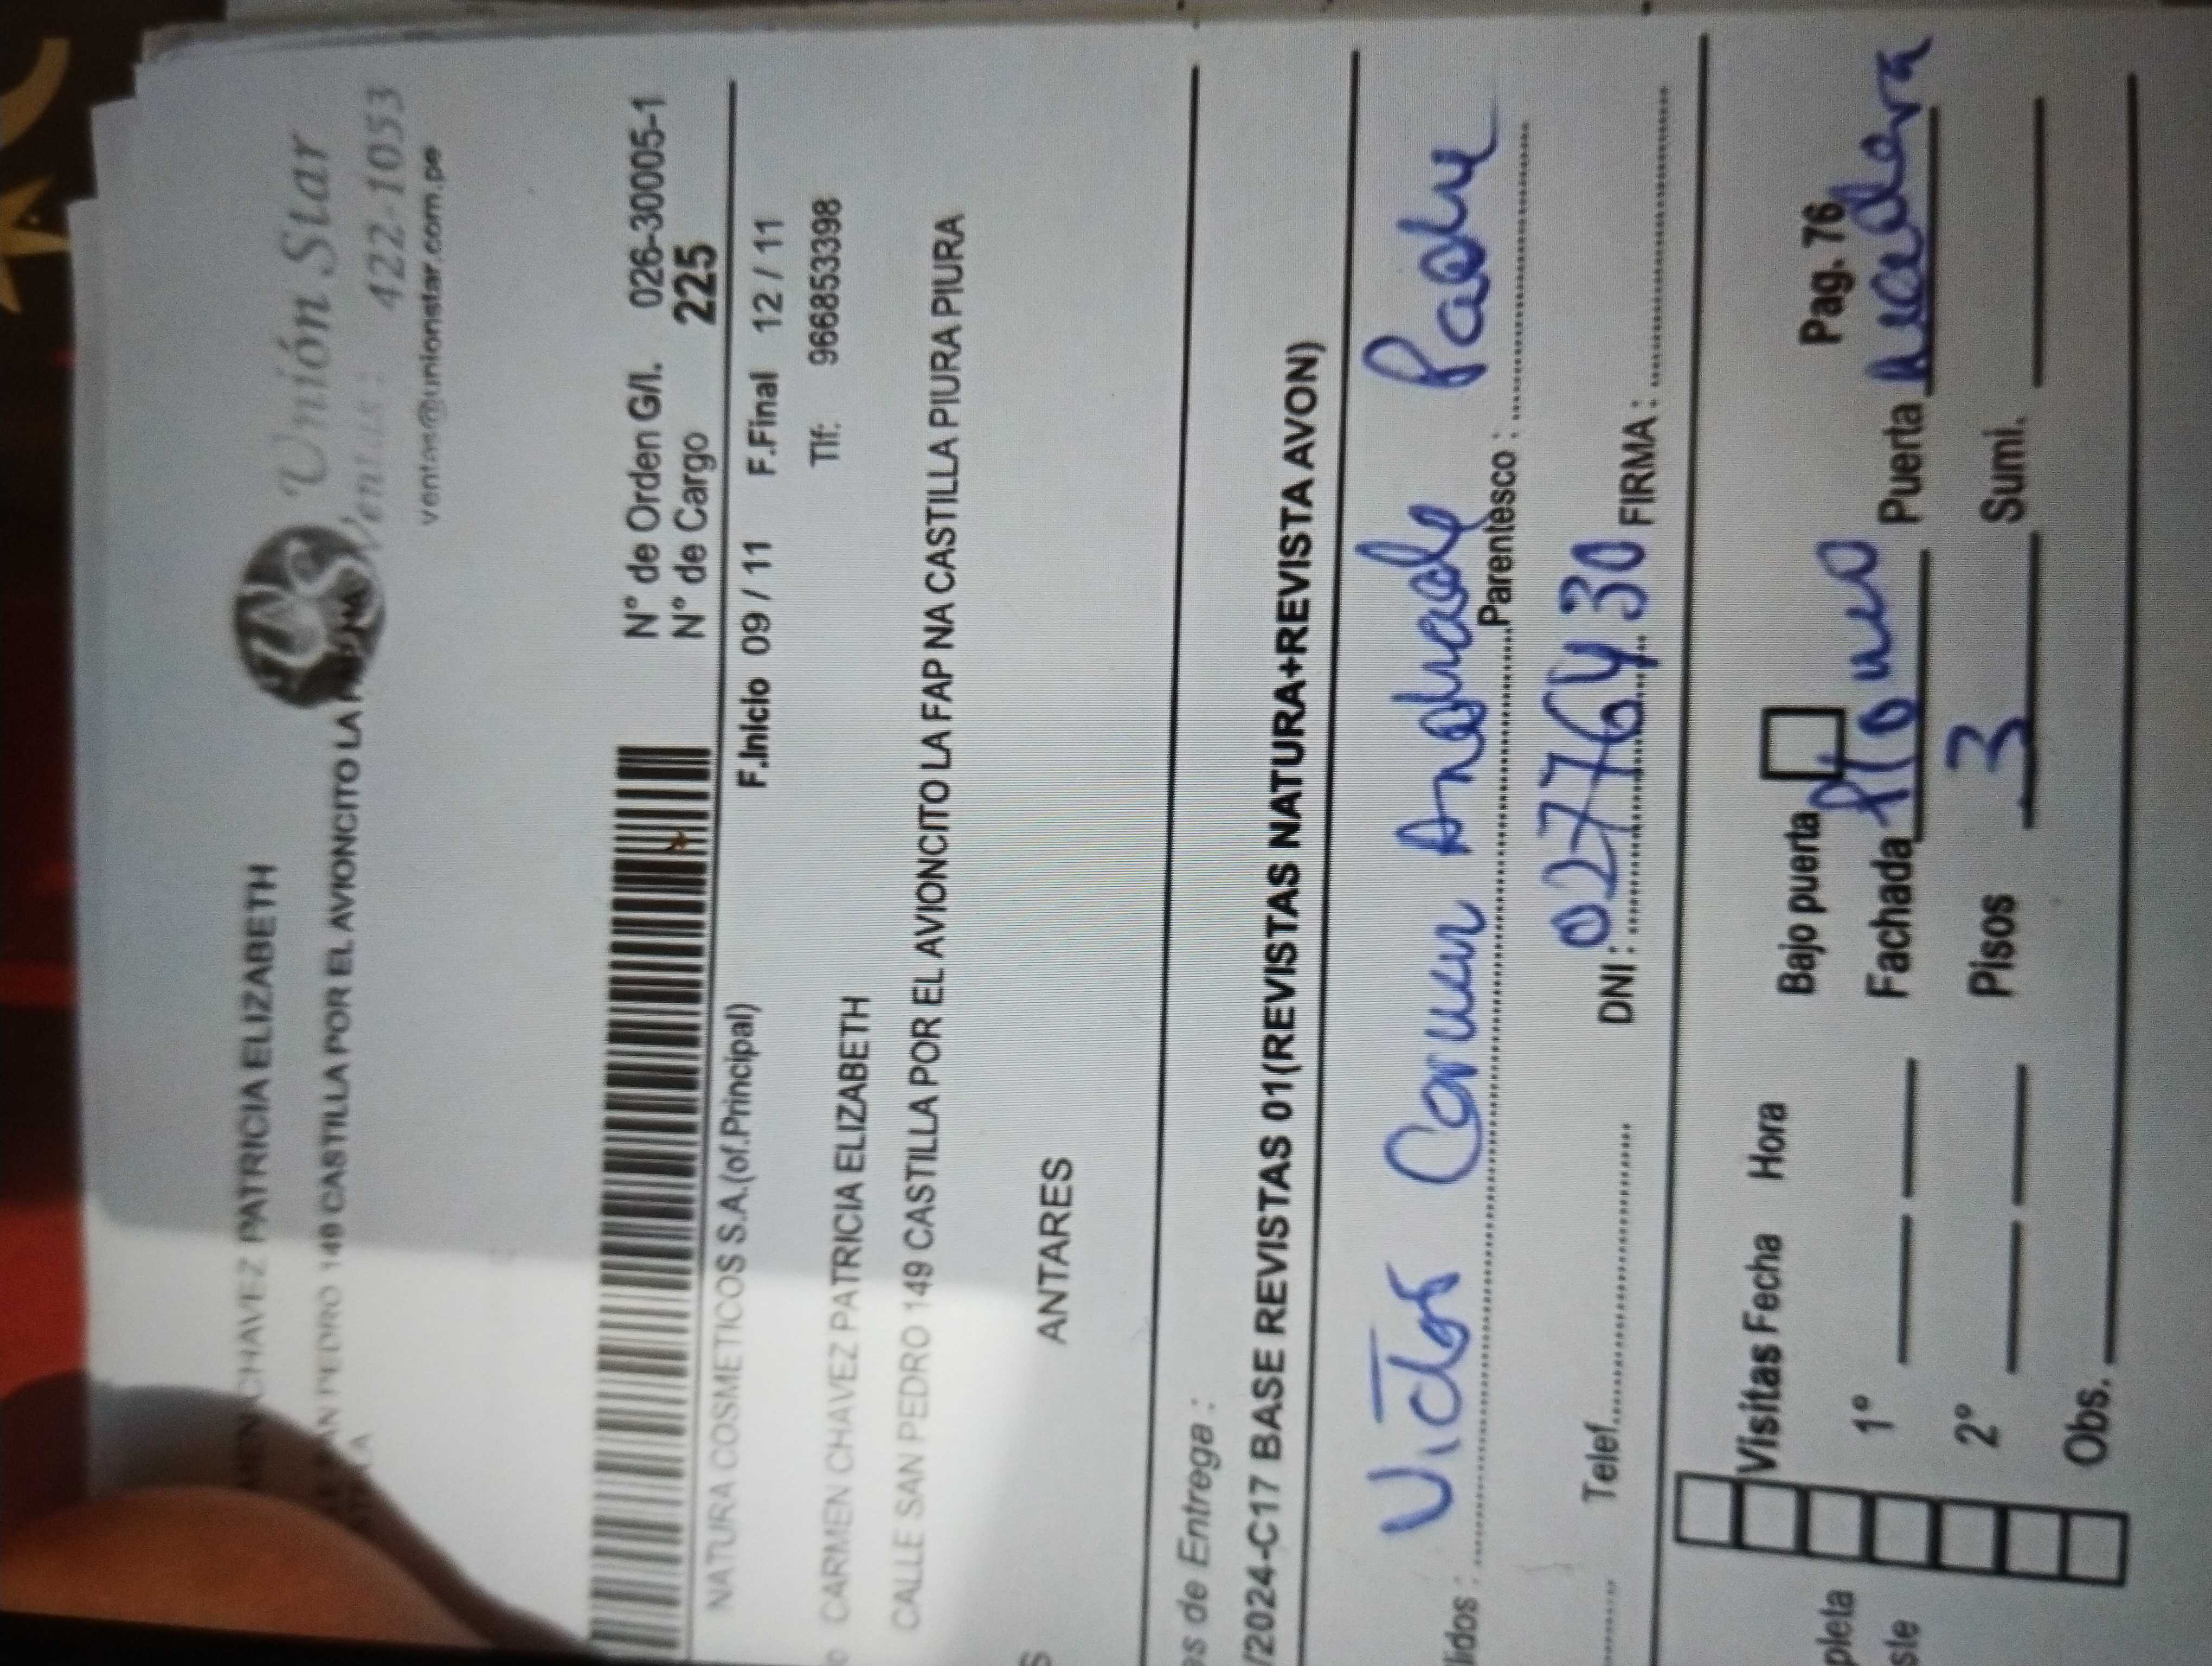 CHAVEZ PATRICIA ELIZABETH
PEDRO 149 CASTILLA POR EL AVIONCITO LA
Unión Star
Ventas: 422-1053
ventas@unionstar.com.pe
N° de Orden G/I. 026-30005-1
N° de Cargo 225
NATURA COSMETICOS S.A.(of.Principal) F.Inicio 09 / 11 F.Final 12 / 11
CARMEN CHAVEZ PATRICIA ELIZABETH Tlf: 966853398
CALLE SAN PEDRO 149 CASTILLA POR EL AVIONCITO LA FAP NA CASTILLA PIURA PIURA
ANTARES
de Entrega :
/2024-C17 BASE REVISTAS 01(REVISTAS NATURA+REVISTA AVON)
Victor Carmen Andrade Parentesco : Padre
Telef. DNI : 02776430 FIRMA :
Visitas Fecha Hora Bajo puerta Pag. 76
1° Fachada Plomo Puerta Madera
2° Pisos 3 Sumi.
Obs.